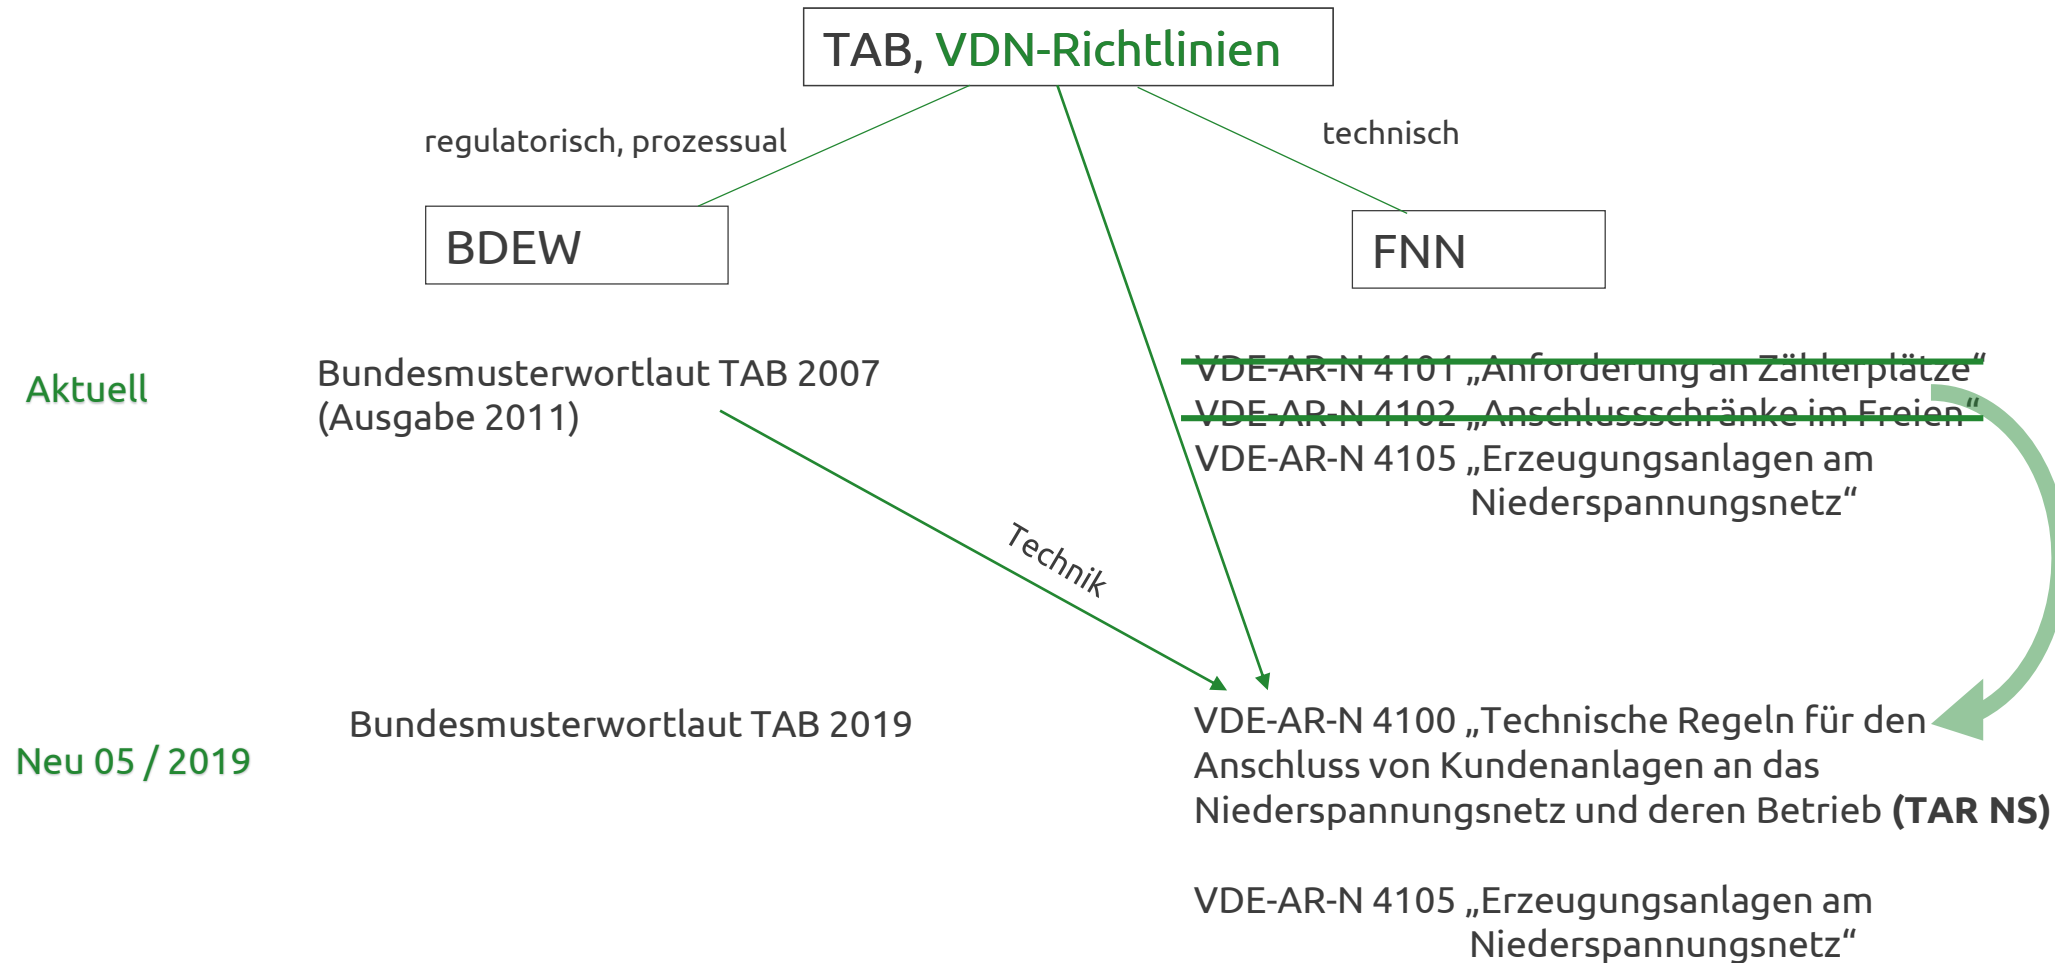 TAB, VDN-Richtlinien
regulatorisch, prozessual
technisch
BDEW
FNN
Aktuell
Bundesmusterwortlaut TAB 2007
(Ausgabe 2011)
VDE-AR-N 4101 „Anforderung an Zählerplätze“
VDE-AR-N 4102 „Anschlussschränke im Freien“
VDE-AR-N 4105 „Erzeugungsanlagen am
Niederspannungsnetz“
Technik
Neu 05 / 2019
Bundesmusterwortlaut TAB 2019
VDE-AR-N 4100 „Technische Regeln für den
Anschluss von Kundenanlagen an das
Niederspannungsnetz und deren Betrieb (TAR NS)
VDE-AR-N 4105 „Erzeugungsanlagen am
Niederspannungsnetz“